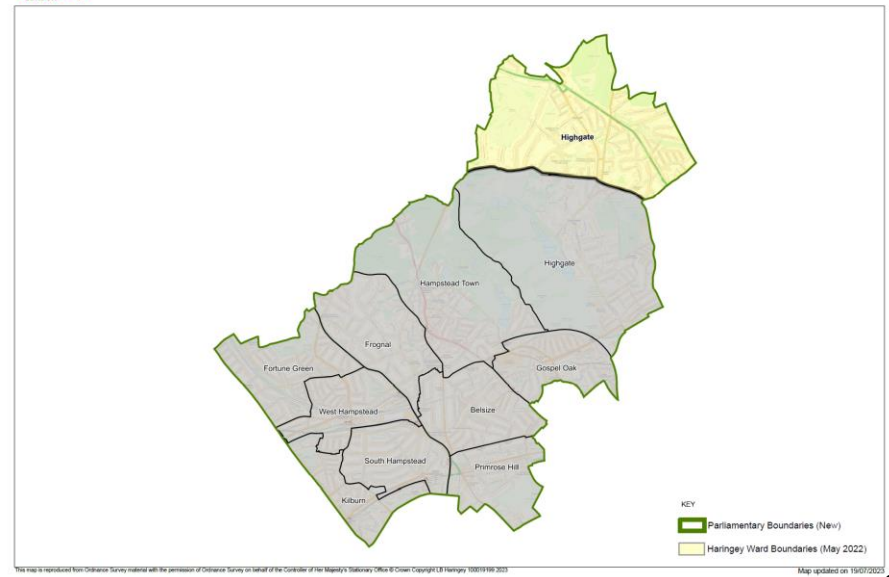 Highgate
Highgate
Hampstead Town
Frognal
Fortune Green
Gospel Oak
West Hampstead
Belsize
South Hampstead
Primrose Hill
Kilburn
KEY
Parliamentary Boundaries (New)
Haringey Ward Boundaries (May 2022)
This map is reproduced from Ordnance Survey material with the permission of Ordnance Survey on behalf of the Controller of Her Majesty's Stationary Office © Crown Copyright LB Haringey 100019199 2023
Map updated on 19/07/2023